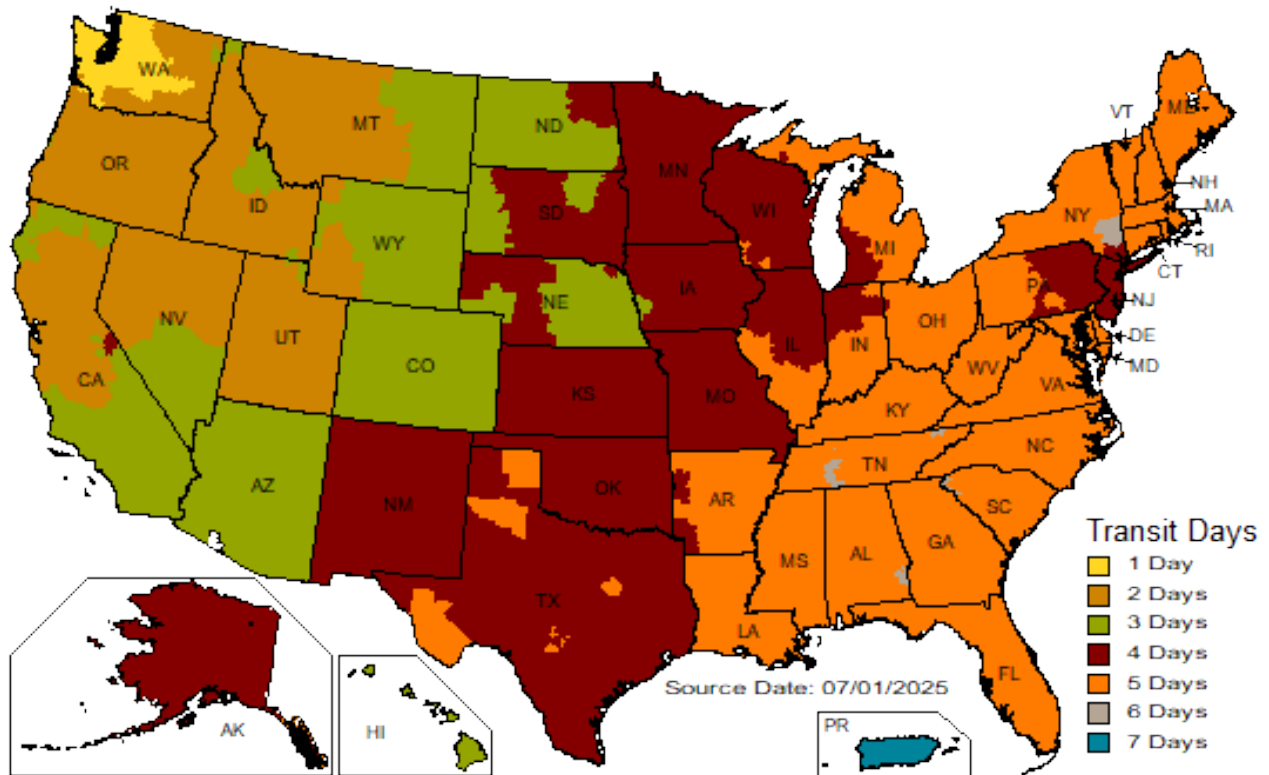 WA
MT
ND
VT
ME
OR
MN
NH
ID
SD
WI
NY
MA
WY
MI
RI
CT
IA
PA
NE
NV
NJ
UT
IL
IN
OH
DE
CO
WV
MD
CA
KS
MO
VA
KY
NC
TN
AZ
NM
OK
AR
SC
MS
AL
GA
TX
LA
FL
Transit Days
1 Day
2 Days
3 Days
4 Days
5 Days
6 Days
7 Days
Source Date: 07/01/2025
AK
HI
PR